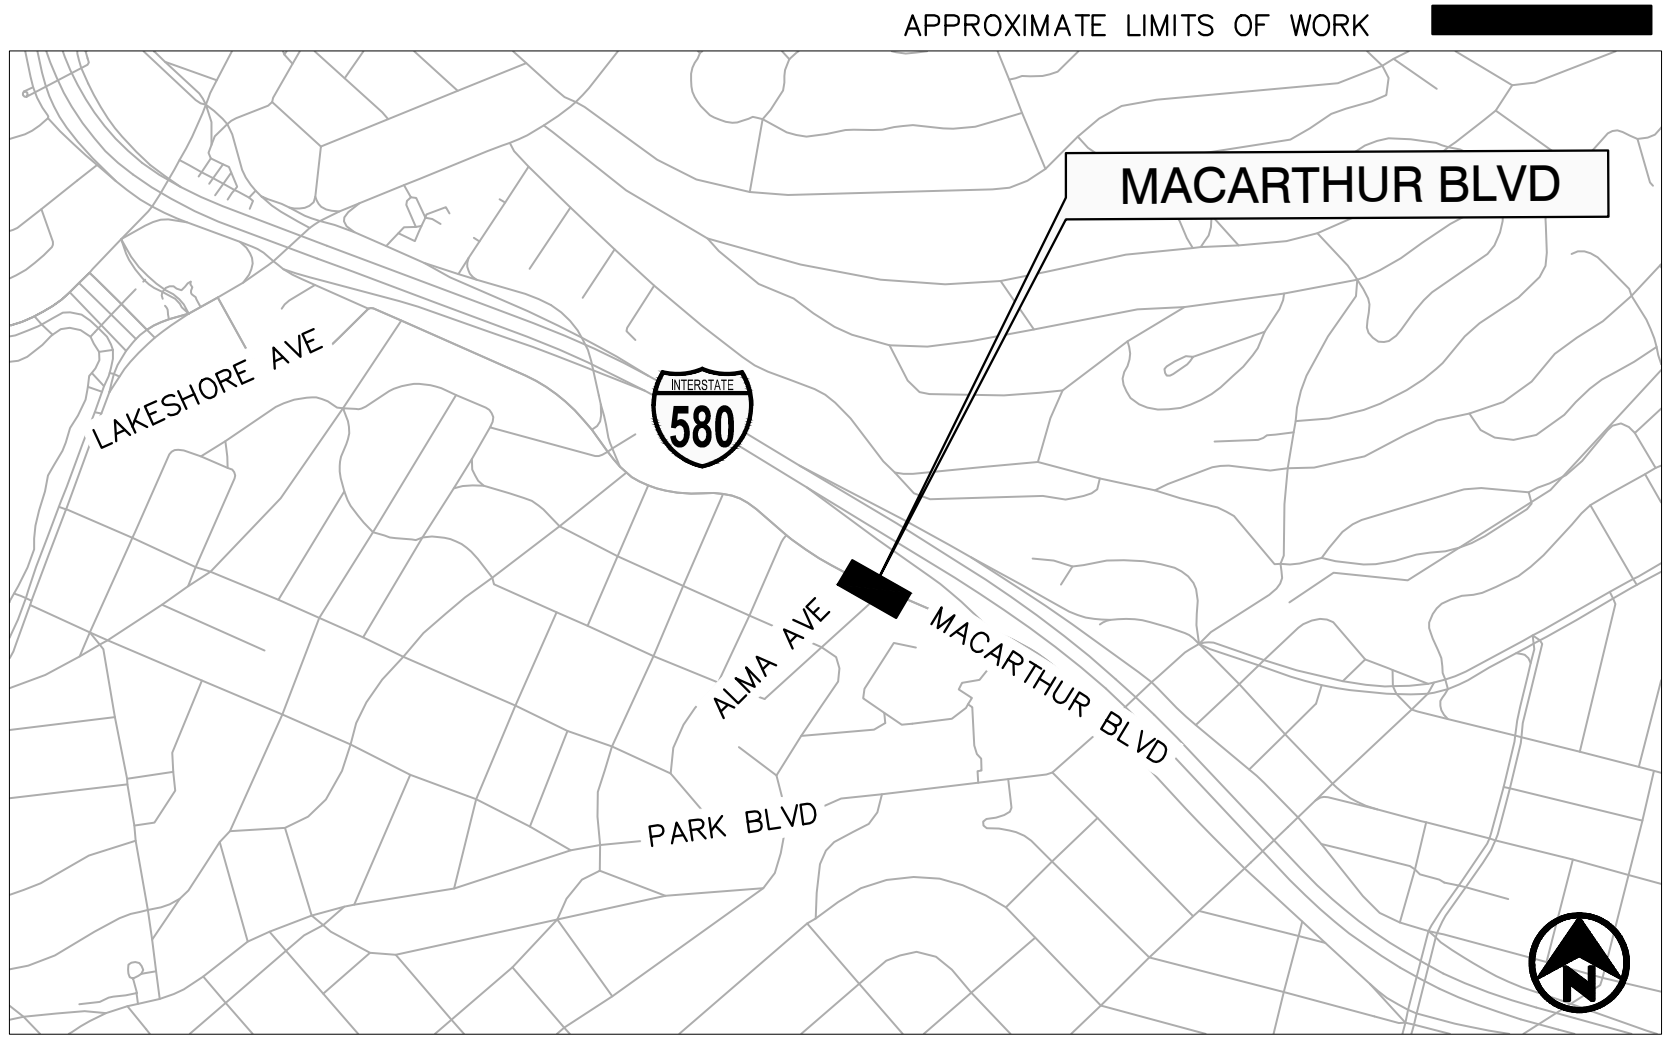 APPROXIMATE LIMITS OF WORK
MACARTHUR BLVD
LAKESHORE AVE
INTERSTATE
580
ALMA AVE
MACARTHUR BLVD
PARK BLVD
N